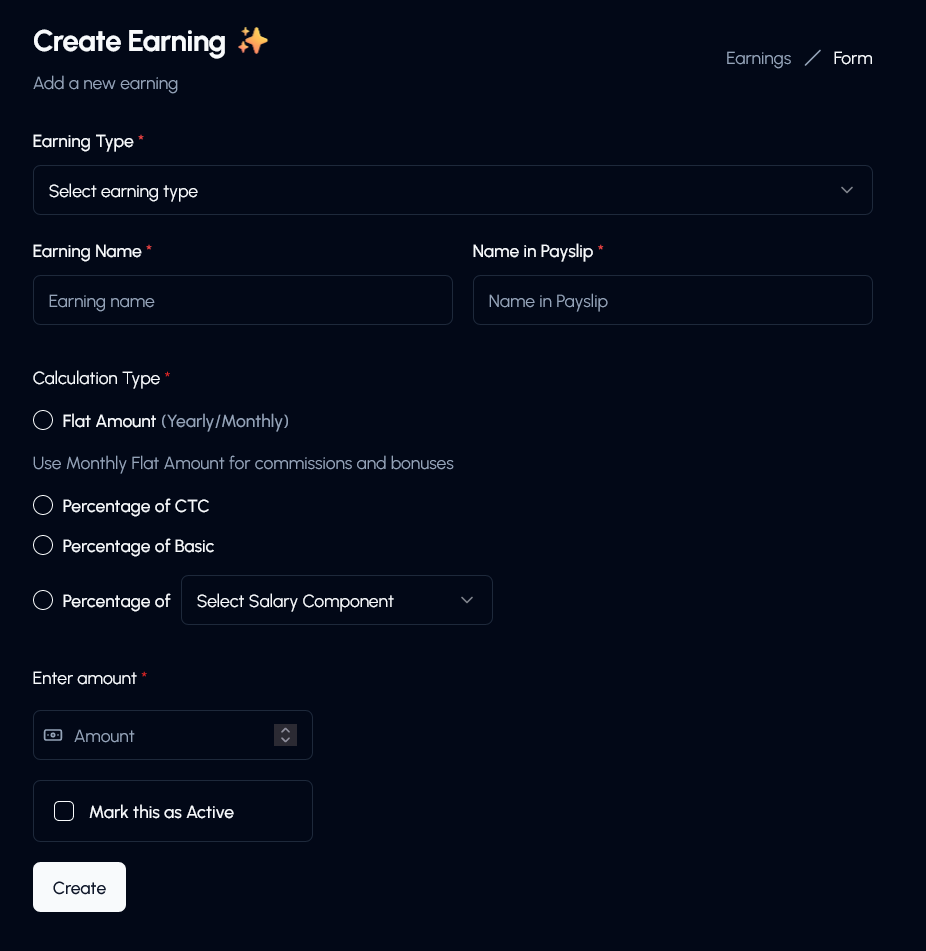 Create Earning ✨
Add a new earning
Earnings / Form
Earning Type *
Select earning type
Earning Name *
Name in Payslip *
Earning name
Name in Payslip
Calculation Type *
Flat Amount (Yearly/Monthly)
Use Monthly Flat Amount for commissions and bonuses
Percentage of CTC
Percentage of Basic
Percentage of
Select Salary Component
Enter amount *
Amount
Mark this as Active
Create